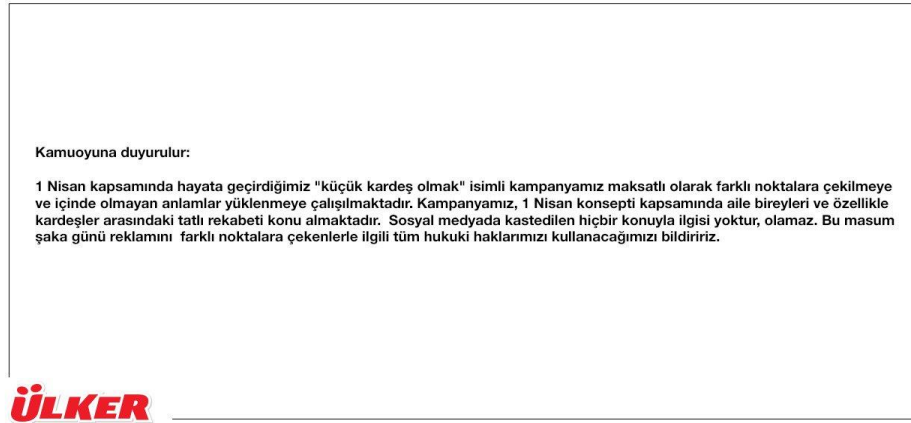 Kamuoyuna duyurulur:
1 Nisan kapsamında hayata geçirdiğimiz "küçük kardeş olmak" isimli kampanyamız maksatlı olarak farklı noktalara çekilmeye
ve içinde olmayan anlamlar yüklenmeye çalışılmaktadır. Kampanyamız, 1 Nisan konsepti kapsamında aile bireyleri ve özellikle
kardeşler arasındaki tatlı rekabeti konu almaktadır.  Sosyal medyada kastedilen hiçbir konuyla ilgisi yoktur, olamaz. Bu masum
şaka günü reklamını  farklı noktalara çekenlerle ilgili tüm hukuki haklarımızı kullanacağımızı bildiririz.
ÜLKER